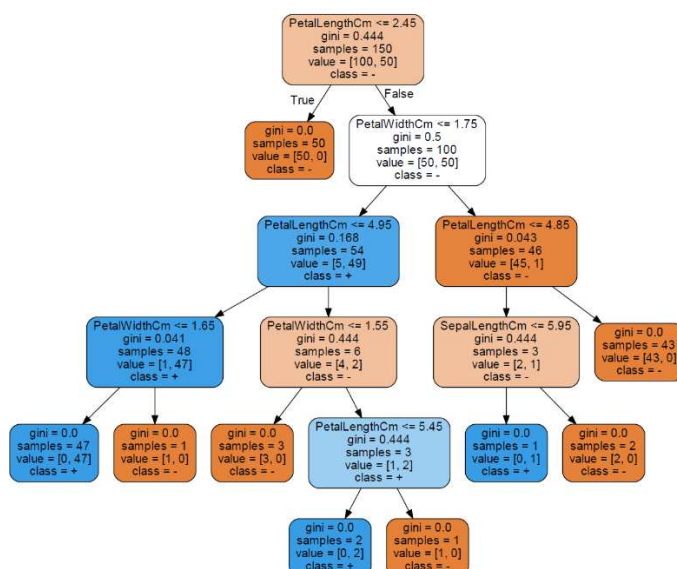 PetalLengthCm <= 2.45
gini = 0.444
samples = 150
value = [100, 50]
class = -
True
False
gini = 0.0
samples = 50
value = [50, 0]
class = -
PetalWidthCm <= 1.75
gini = 0.5
samples = 100
value = [50, 50]
class = -
PetalLengthCm <= 4.95
gini = 0.168
samples = 54
value = [5, 49]
class = +
PetalLengthCm <= 4.85
gini = 0.043
samples = 46
value = [45, 1]
class = -
PetalWidthCm <= 1.65
gini = 0.041
samples = 48
value = [1, 47]
class = +
PetalWidthCm <= 1.55
gini = 0.444
samples = 6
value = [4, 2]
class = -
SepalLengthCm <= 5.95
gini = 0.444
samples = 3
value = [2, 1]
class = -
gini = 0.0
samples = 43
value = [43, 0]
class = -
gini = 0.0
samples = 47
value = [0, 47]
class = +
gini = 0.0
samples = 1
value = [1, 0]
class = -
gini = 0.0
samples = 3
value = [3, 0]
class = -
PetalLengthCm <= 5.45
gini = 0.444
samples = 3
value = [1, 2]
class = +
gini = 0.0
samples = 1
value = [0, 1]
class = +
gini = 0.0
samples = 2
value = [2, 0]
class = -
gini = 0.0
samples = 2
value = [0, 2]
class = +
gini = 0.0
samples = 1
value = [1, 0]
class = -